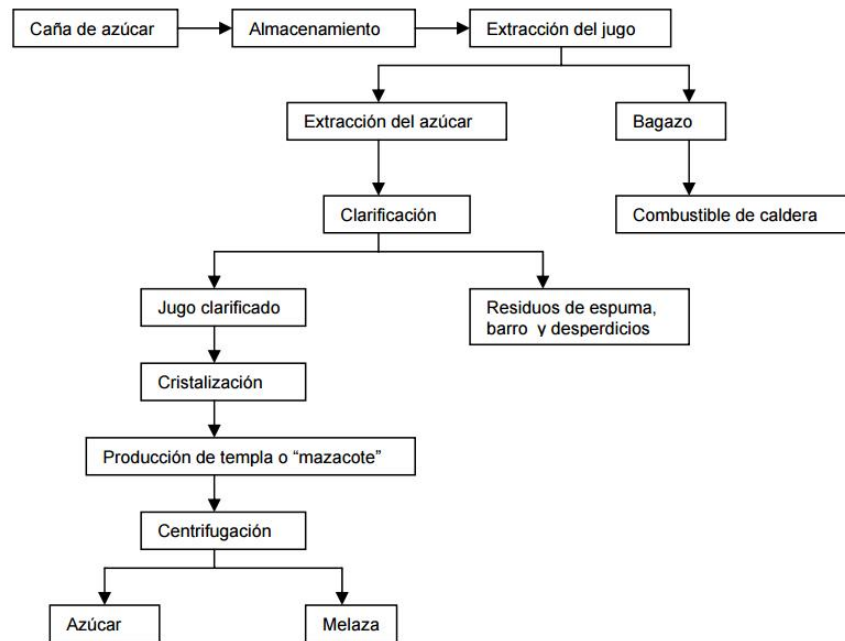 Caña de azúcar
Almacenamiento
Extracción del jugo
Extracción del azúcar
Bagazo
Clarificación
Combustible de caldera
Jugo clarificado
Residuos de espuma,
barro y desperdicios
Cristalización
Producción de templa o “mazacote”
Centrifugación
Azúcar
Melaza